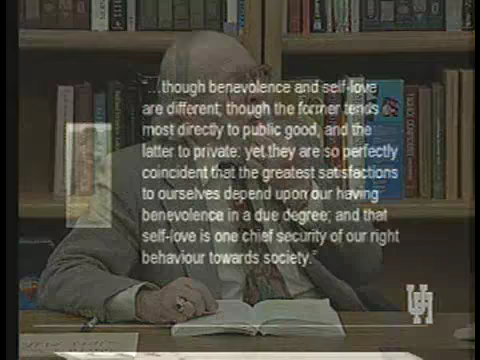 "...though benevolence and self-love
are different; though the former tends
most directly to public good, and the
latter to private: yet they are so perfectly
coincident that the greatest satisfactions
to ourselves depend upon our having
benevolence in a due degree; and that
self-love is one chief security of our right
behaviour towards society."
UH